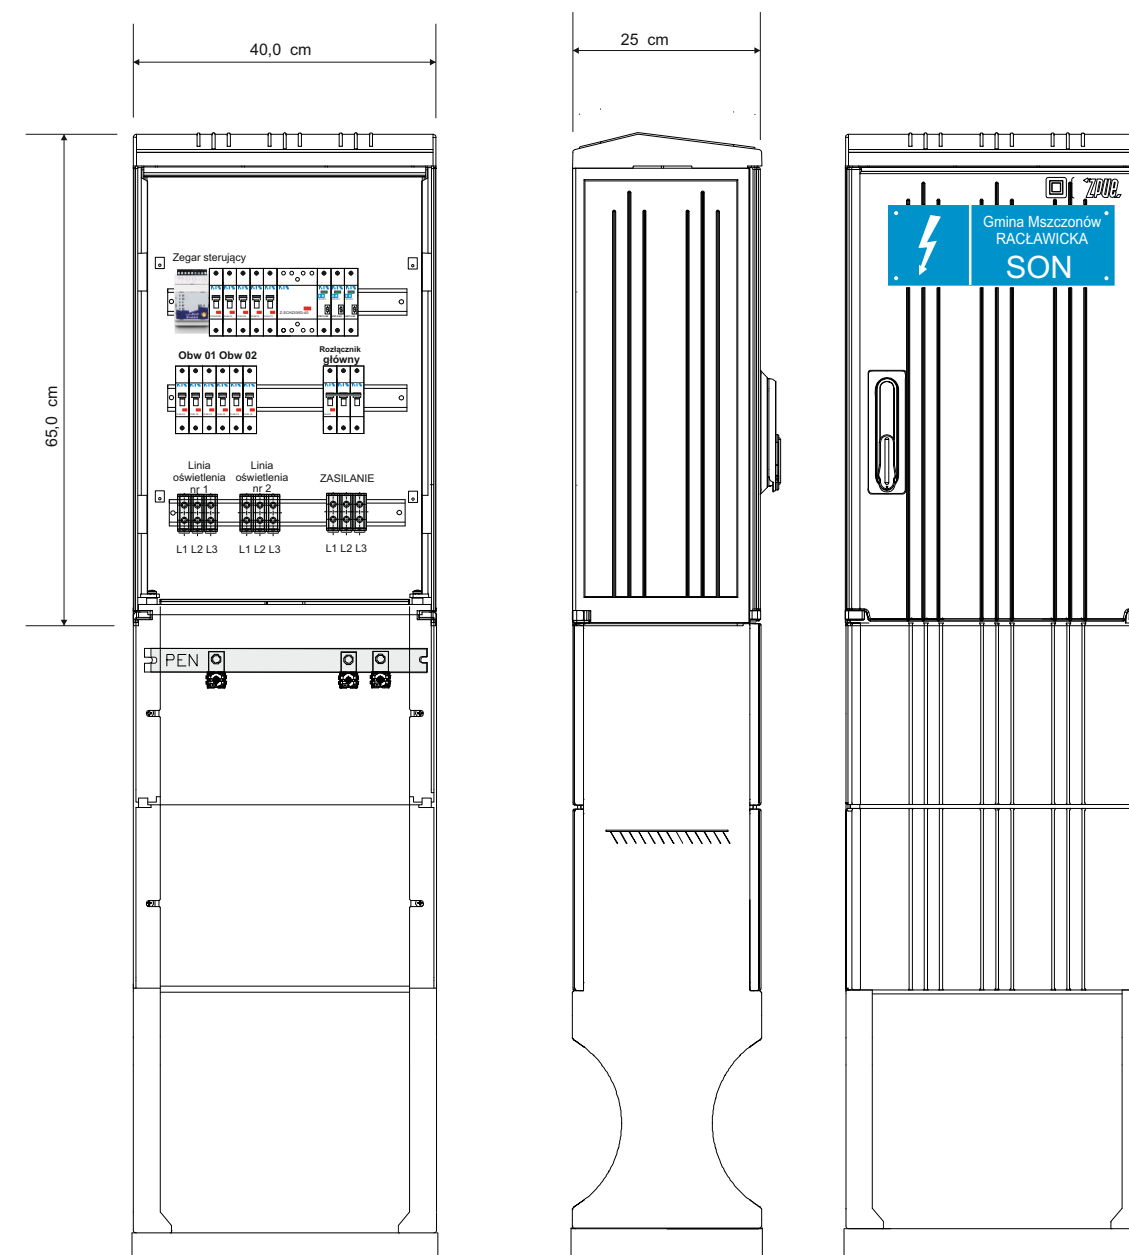 40,0 cm
25 cm
65,0 cm
ZPUE
Gmina Mszczonów
RACŁAWICKA
SON
Zegar sterujący
Obw 01 Obw 02
Rozłącznik
główny
Linia
oświetlenia
nr 1
Linia
oświetlenia
nr 2
ZASILANIE
L1 L2 L3
L1 L2 L3
L1 L2 L3
PEN